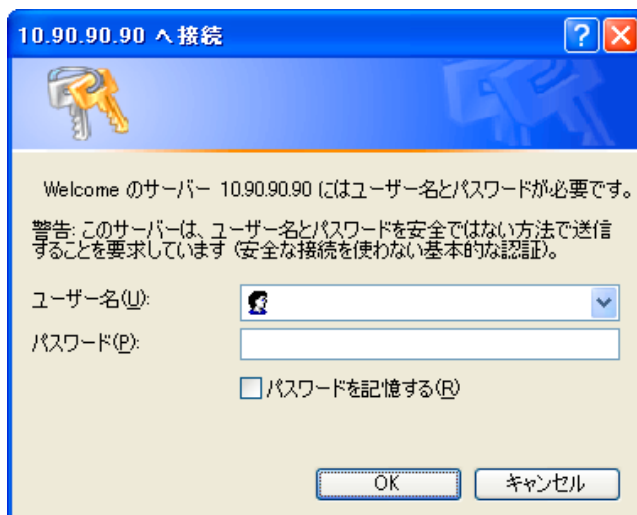 10.90.90.90 へ接続
Welcome のサーバー 10.90.90.90 にはユーザー名とパスワードが必要です。
警告: このサーバーは、ユーザー名とパスワードを安全ではない方法で送信
することを要求しています (安全な接続を使わない基本的な認証)。
ユーザー名(U):
パスワード(P):
パスワードを記憶する(R)
OK
キャンセル